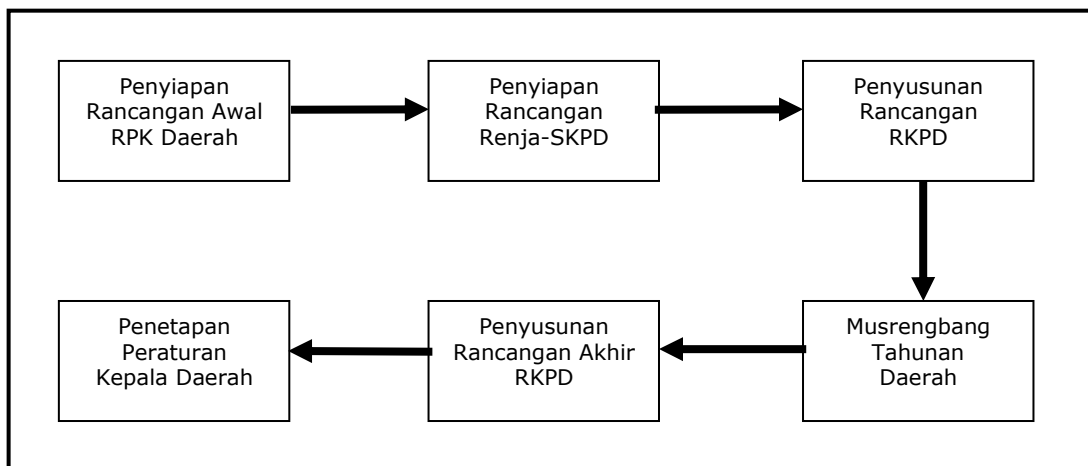 Penyiapan
Rancangan Awal
RPK Daerah
Penyiapan
Rancangan
Renja-SKPD
Penyusunan
Rancangan
RKPD
Musrengbang
Tahunan
Daerah
Penyusunan
Rancangan Akhir
RKPD
Penetapan
Peraturan
Kepala Daerah